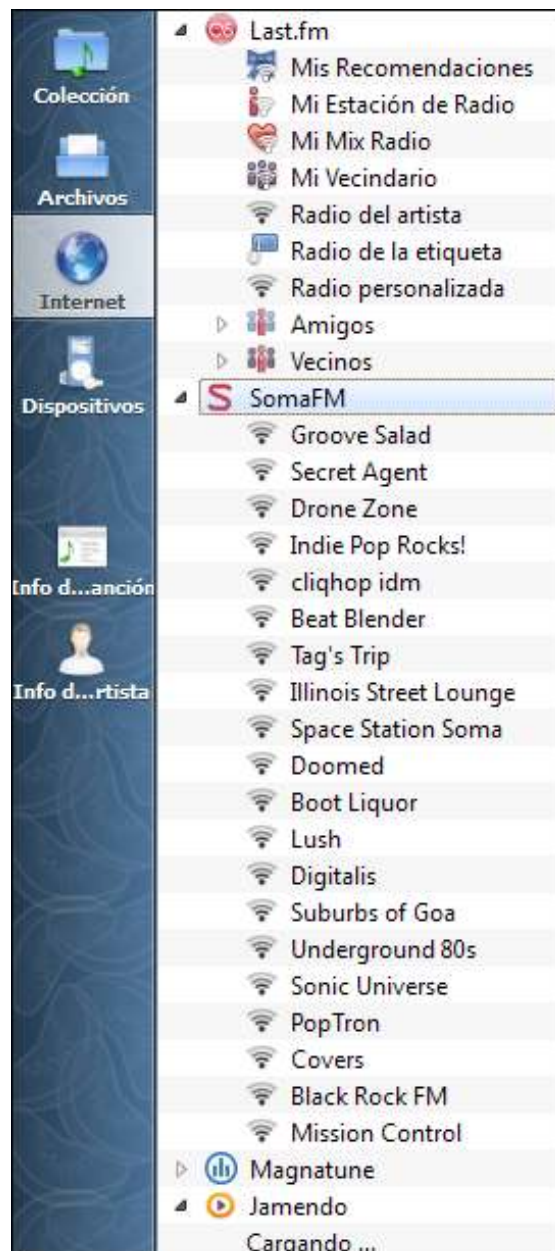 Colección
Archivos
Internet
Dispositivos
Info d...anción
Info d...rtista
Last.fm
Mis Recomendaciones
Mi Estación de Radio
Mi Mix Radio
Mi Vecindario
Radio del artista
Radio de la etiqueta
Radio personalizada
Amigos
Vecinos
SomaFM
Groove Salad
Secret Agent
Drone Zone
Indie Pop Rocks!
cliqhop idm
Beat Blender
Tag's Trip
Illinois Street Lounge
Space Station Soma
Doomed
Boot Liquor
Lush
Digitalis
Suburbs of Goa
Underground 80s
Sonic Universe
PopTron
Covers
Black Rock FM
Mission Control
Magnatune
Jamendo
Cargando ...